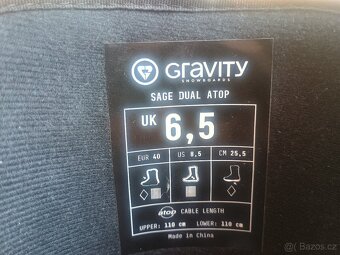 GRAVITY
SNOWBOARDS
SAGE DUAL ATOP
UK 6,5
EUR 40 US 8,5 CM 25,5
atop CABLE LENGTH
UPPER: 110 cm LOWER: 110 cm
Made in China
Bazoš.cz